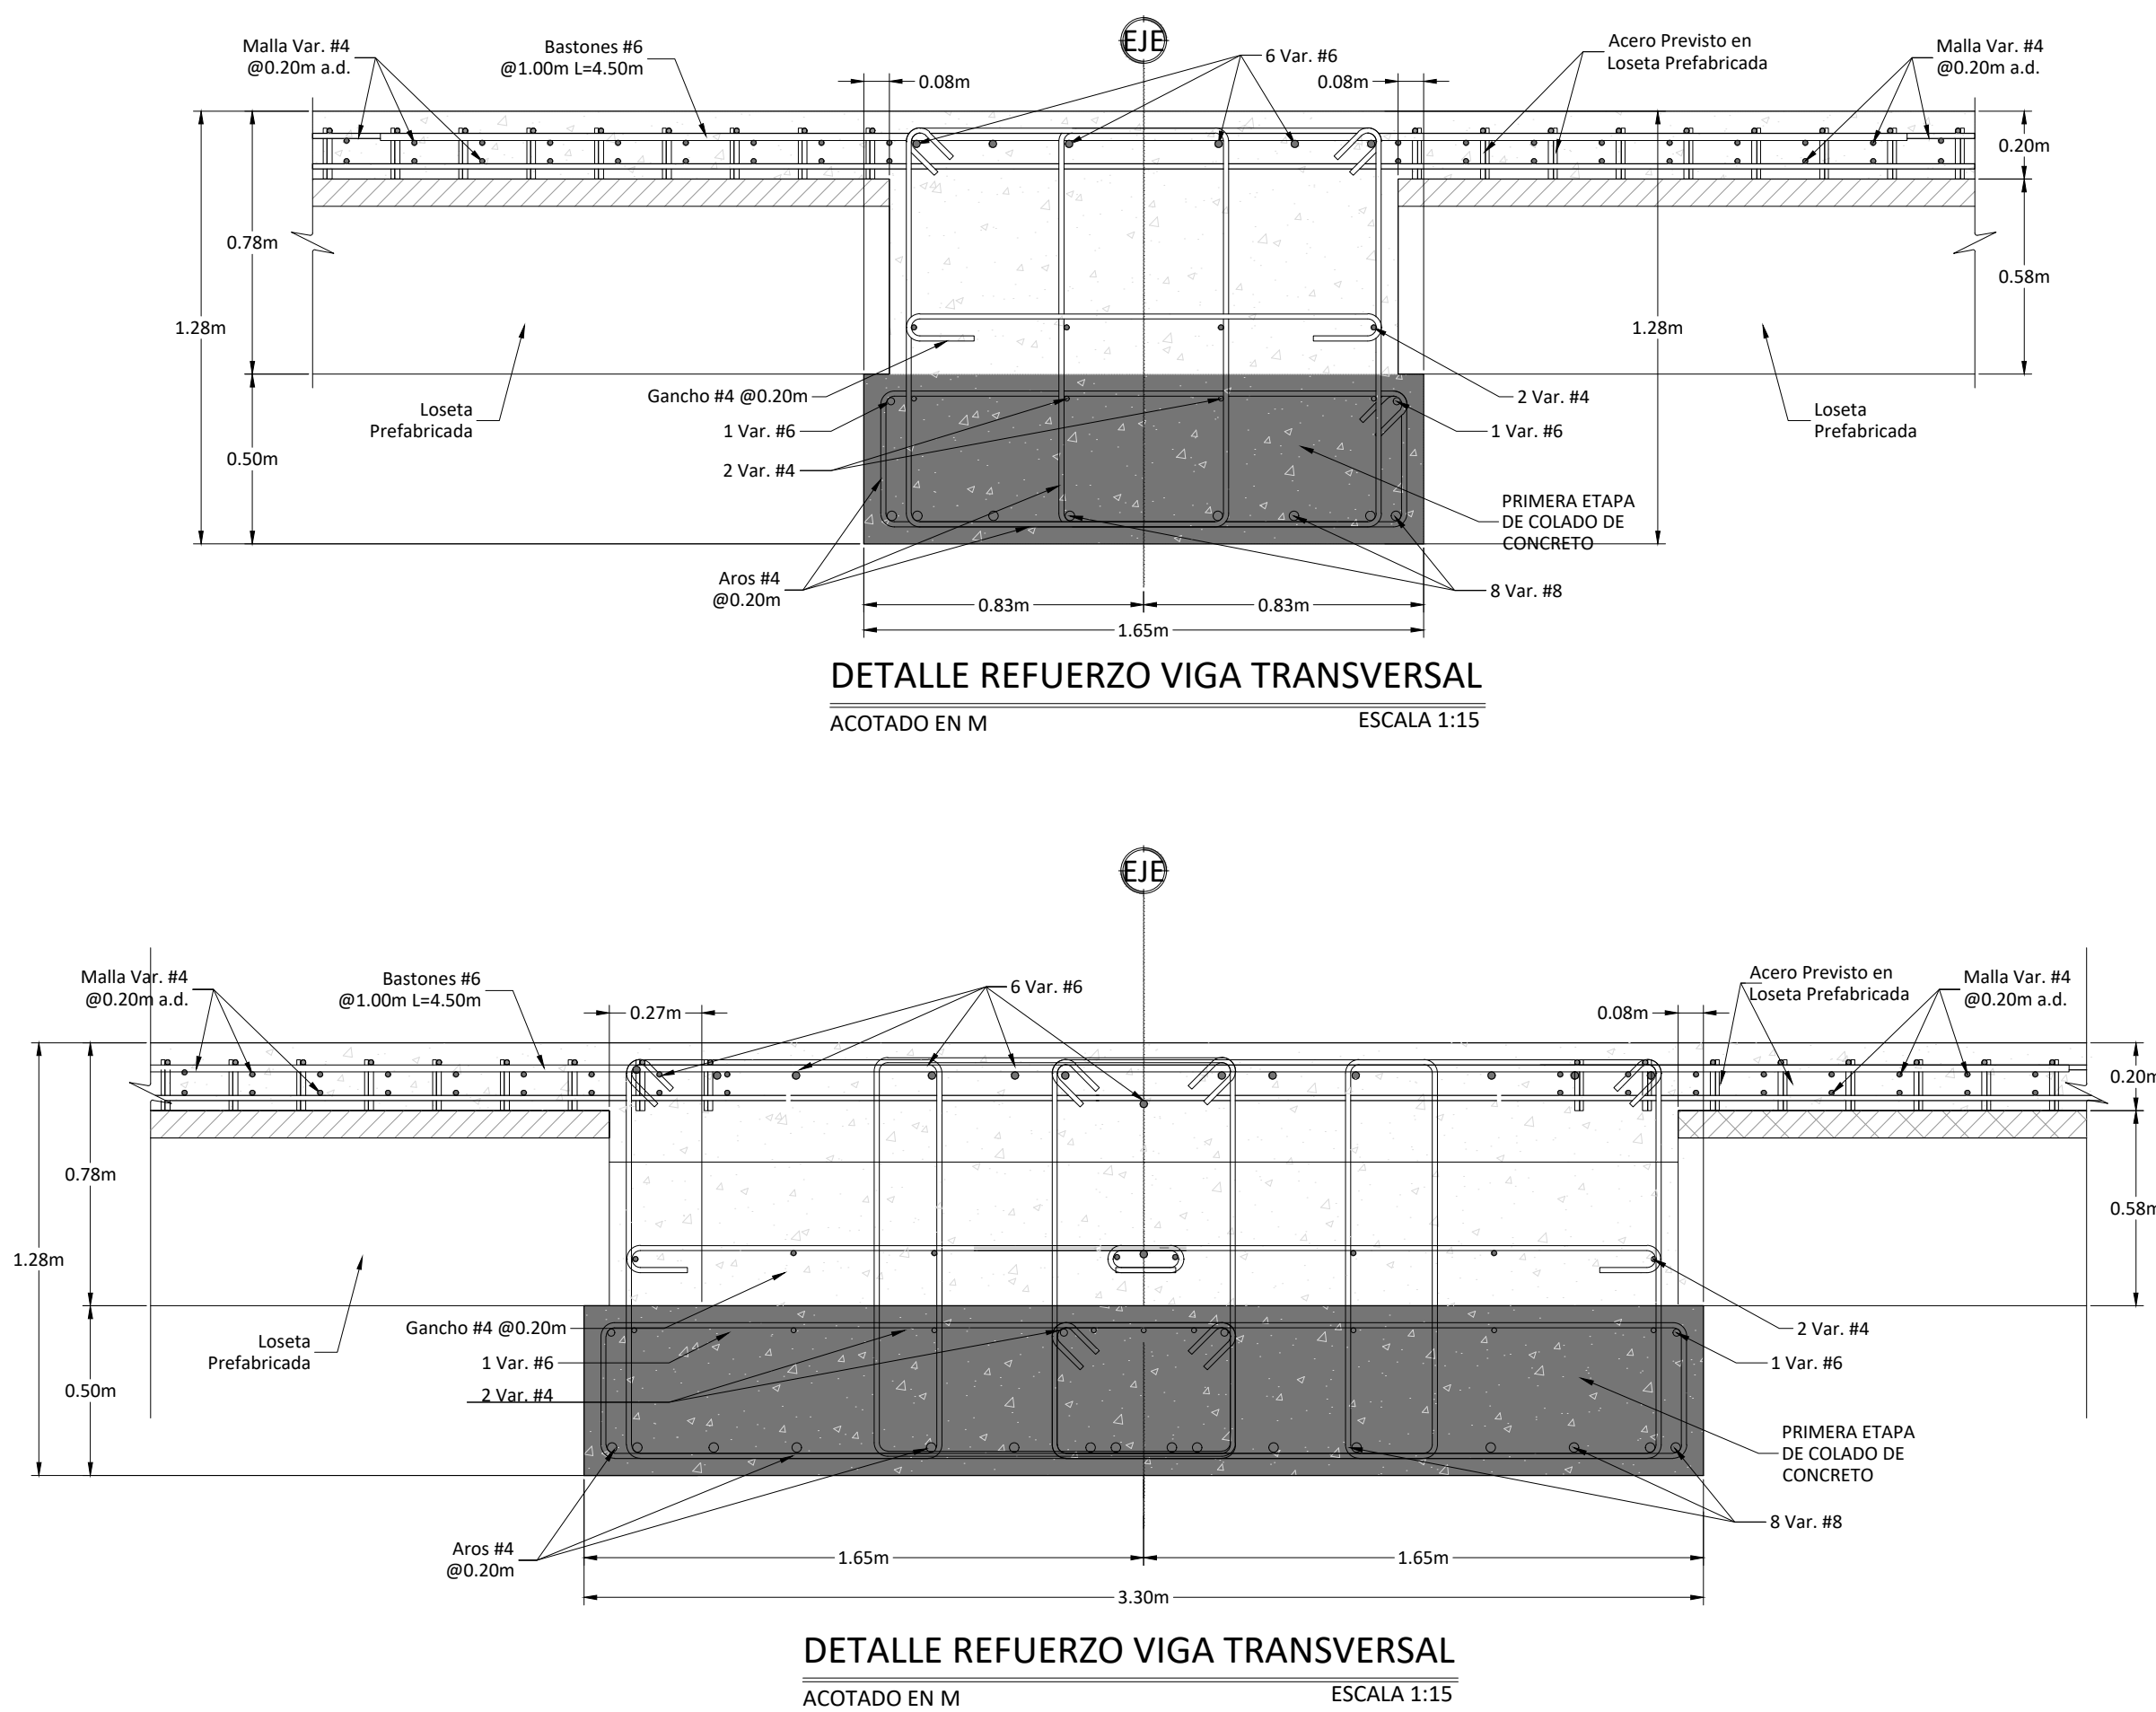 EJE
Malla Var. #4
@0.20m a.d.
Bastones #6
@1.00m L=4.50m
0.08m
6 Var. #6
0.08m
Acero Previsto en
Loseta Prefabricada
Malla Var. #4
@0.20m a.d.
0.20m
0.78m
0.58m
1.28m
1.28m
Gancho #4 @0.20m
2 Var. #4
Loseta
Prefabricada
1 Var. #6
1 Var. #6
Loseta
Prefabricada
0.50m
2 Var. #4
PRIMERA ETAPA
DE COLADO DE
CONCRETO
Aros #4
@0.20m
8 Var. #8
0.83m
0.83m
1.65m
DETALLE REFUERZO VIGA TRANSVERSAL
ACOTADO EN M
ESCALA 1:15
EJE
Malla Var. #4
@0.20m a.d.
Bastones #6
@1.00m L=4.50m
0.27m
6 Var. #6
0.08m
Acero Previsto en
Loseta Prefabricada
Malla Var. #4
@0.20m a.d.
0.20m
0.78m
0.58m
1.28m
Gancho #4 @0.20m
2 Var. #4
Loseta
Prefabricada
1 Var. #6
1 Var. #6
0.50m
2 Var. #4
PRIMERA ETAPA
DE COLADO DE
CONCRETO
8 Var. #8
Aros #4
@0.20m
1.65m
1.65m
3.30m
DETALLE REFUERZO VIGA TRANSVERSAL
ACOTADO EN M
ESCALA 1:15